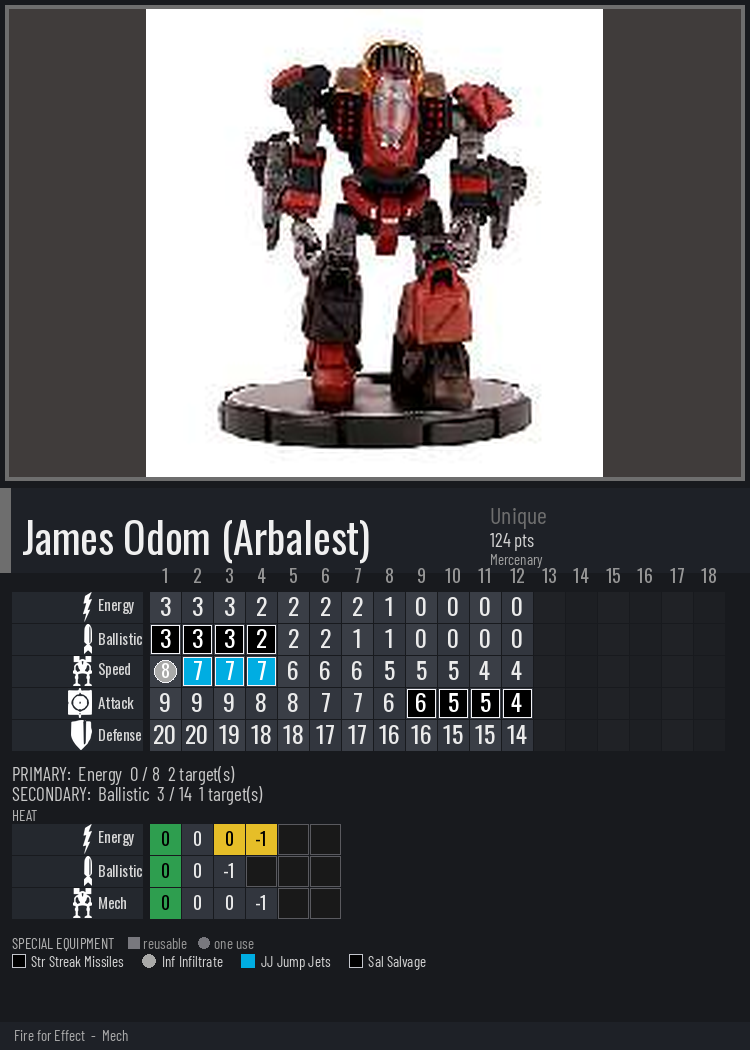 James Odom (Arbalest)
Unique
124 pts
Mercenary
1 2 3 4 5 6 7 8 9 10 11 12 13 14 15 16 17 18
Energy 3 3 3 2 2 2 2 1 0 0 0 0
Ballistic 3 3 3 2 2 2 1 1 0 0 0 0
Speed 8 7 7 7 6 6 6 5 5 5 4 4
Attack 9 9 9 8 8 7 7 6 6 5 5 4
Defense 20 20 19 18 18 17 17 16 16 15 15 14
PRIMARY: Energy 0 / 8 2 target(s)
SECONDARY: Ballistic 3 / 14 1 target(s)
HEAT
Energy 0 0 0 -1
Ballistic 0 0 -1
Mech 0 0 0 -1
SPECIAL EQUIPMENT reusable one use
Str Streak Missiles Inf Infiltrate JJ Jump Jets Sal Salvage
Fire for Effect - Mech